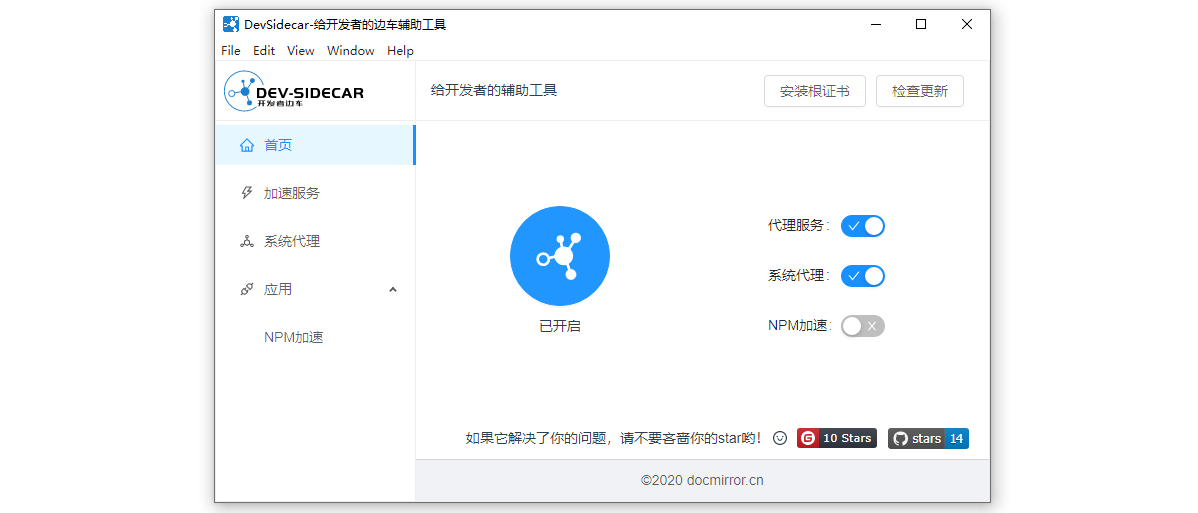 DevSidecar-给开发者的边车辅助工具
File Edit View Window Help
DEV-SIDECAR
开发者边车
给开发者的辅助工具
安装根证书
检查更新
首页
加速服务
系统代理
应用
NPM加速
已开启
代理服务:
系统代理:
NPM加速:
如果它解决了你的问题，请不要吝啬你的star哟！
G 10 Stars
stars 14
©2020 docmirror.cn